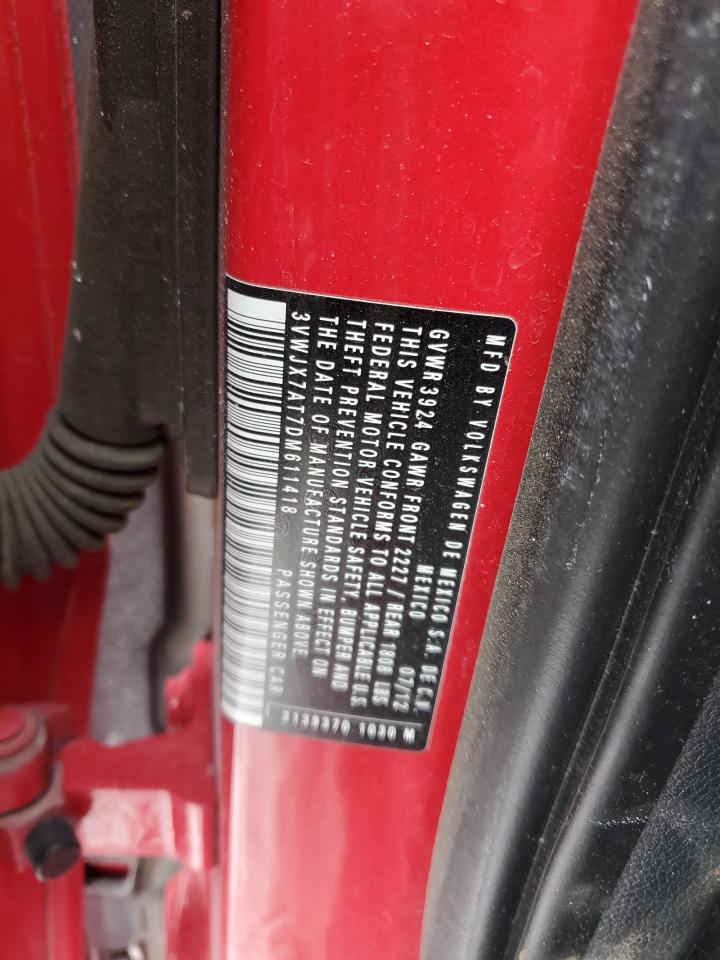 MFD BY VOLKSWAGEN DE MEXICO S.A. DE C.V.
MEXICO 07/12
GVWR 3924 GAWR FRONT 2227 / REAR 1808 LBS
THIS VEHICLE CONFORMS TO ALL APPLICABLE U.S.
FEDERAL MOTOR VEHICLE SAFETY, BUMPER AND
THEFT PREVENTION STANDARDS IN EFFECT ON
THE DATE OF MANUFACTURE SHOWN ABOVE.
3VWJX7AT7DM611418 PASSENGER CAR
1030 M